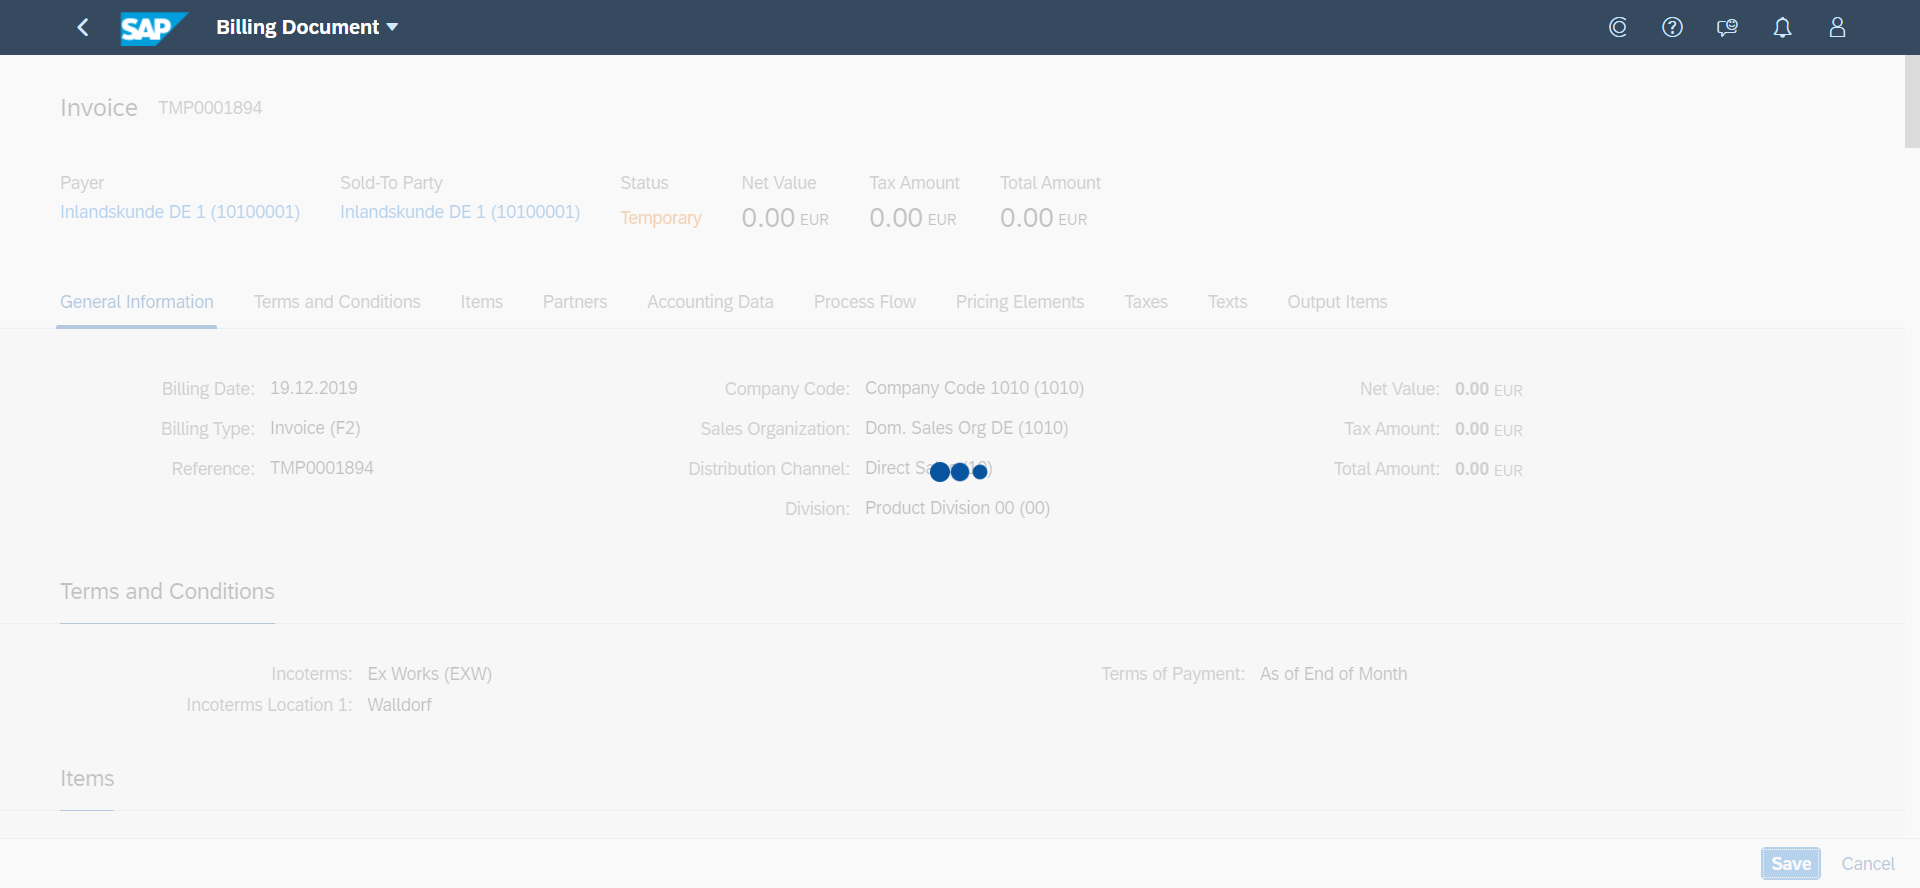 SAP Billing Document
Invoice TMP0001894
Payer Sold-To Party Status Net Value Tax Amount Total Amount
Inlandskunde DE 1 (10100001) Inlandskunde DE 1 (10100001) Temporary 0.00 EUR 0.00 EUR 0.00 EUR
General Information Terms and Conditions Items Partners Accounting Data Process Flow Pricing Elements Taxes Texts Output Items
Billing Date: 19.12.2019 Company Code: Company Code 1010 (1010) Net Value: 0.00 EUR
Billing Type: Invoice (F2) Sales Organization: Dom. Sales Org DE (1010) Tax Amount: 0.00 EUR
Reference: TMP0001894 Distribution Channel: Direct Total Amount: 0.00 EUR
Division: Product Division 00 (00)
Terms and Conditions
Incoterms: Ex Works (EXW) Terms of Payment: As of End of Month
Incoterms Location 1: Walldorf
Items
Save Cancel